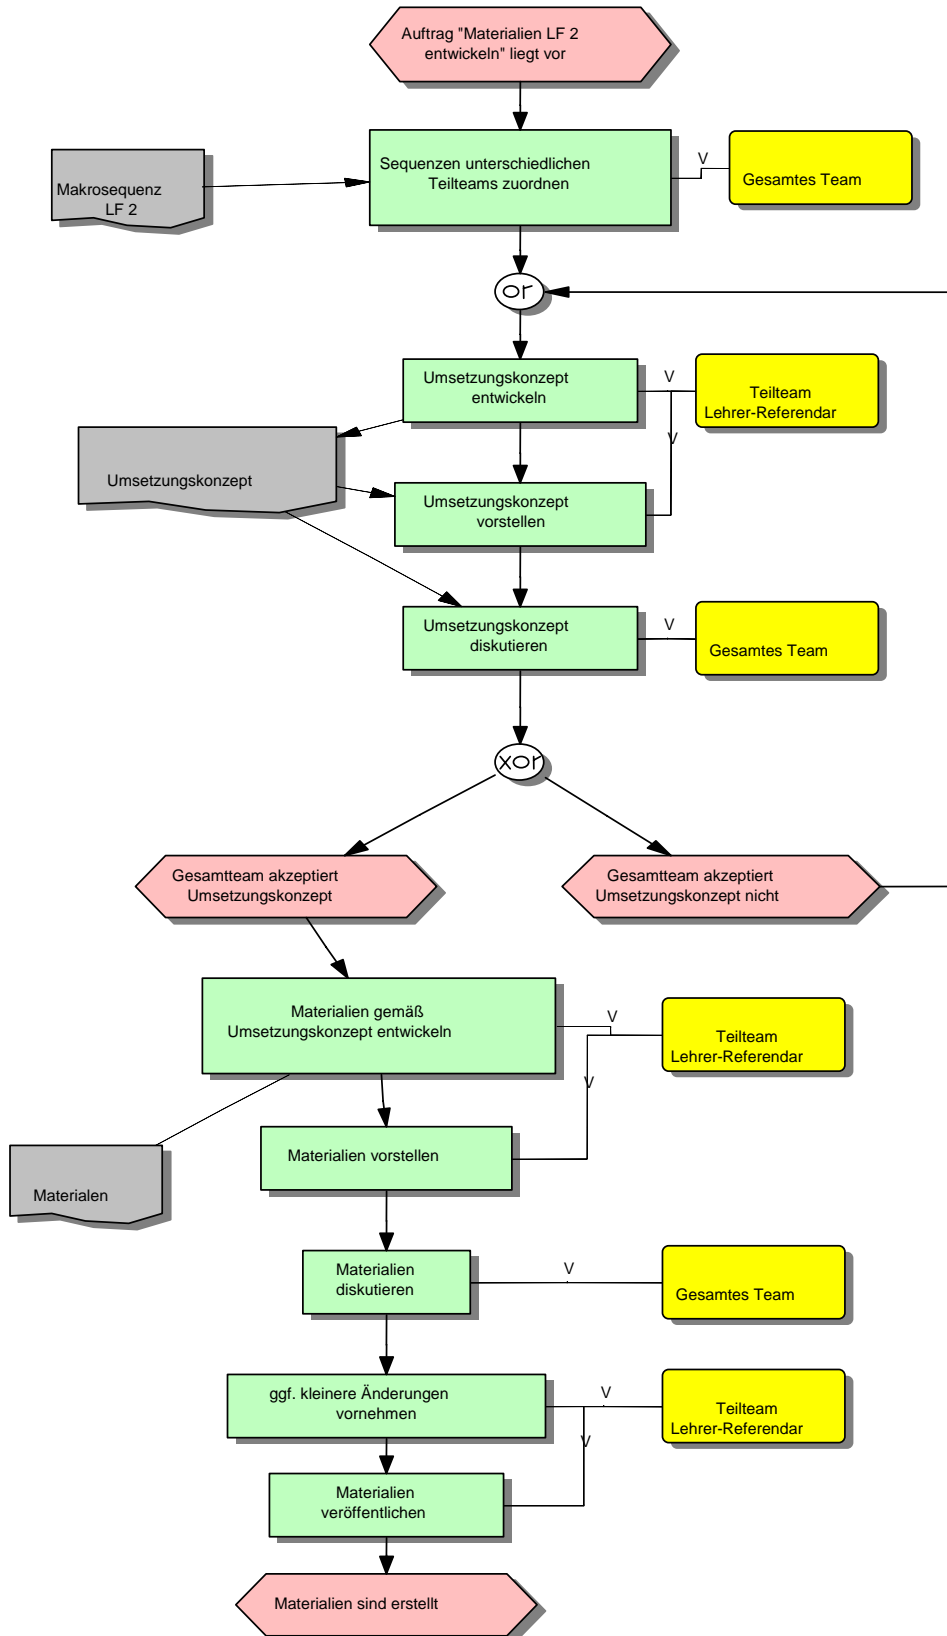 Auftrag "Materialien LF 2
entwickeln" liegt vor
Sequenzen unterschiedlichen
Teilteams zuordnen
V
Gesamtes Team
Makrosequenz
LF 2
or
Umsetzungskonzept
entwickeln
V
Teilteam
Lehrer-Referendar
V
Umsetzungskonzept
Umsetzungskonzept
vorstellen
Umsetzungskonzept
diskutieren
V
Gesamtes Team
xor
Gesamtteam akzeptiert
Umsetzungskonzept
Gesamtteam akzeptiert
Umsetzungskonzept nicht
Materialien gemäß
Umsetzungskonzept entwickeln
V
Teilteam
Lehrer-Referendar
V
Materialien vorstellen
Materialen
Materialien
diskutieren
V
Gesamtes Team
ggf. kleinere Änderungen
vornehmen
V
Teilteam
Lehrer-Referendar
V
Materialien
veröffentlichen
Materialien sind erstellt